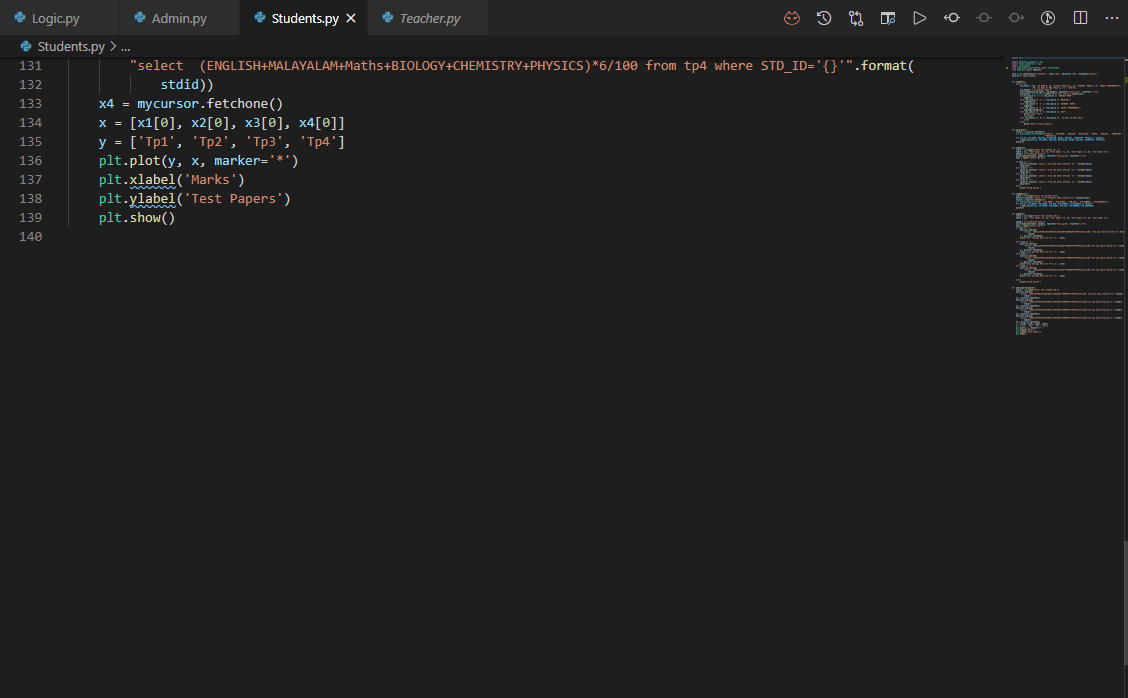 Logic.py Admin.py Students.py Teacher.py
Students.py > ...
131 "select  (ENGLISH+MALAYALAM+Maths+BIOLOGY+CHEMISTRY+PHYSICS)*6/100 from tp4 where STD_ID='{}'".format(
132 stdid))
133 x4 = mycursor.fetchone()
134 x = [x1[0], x2[0], x3[0], x4[0]]
135 y = ['Tp1', 'Tp2', 'Tp3', 'Tp4']
136 plt.plot(y, x, marker='*')
137 plt.xlabel('Marks')
138 plt.ylabel('Test Papers')
139 plt.show()
140